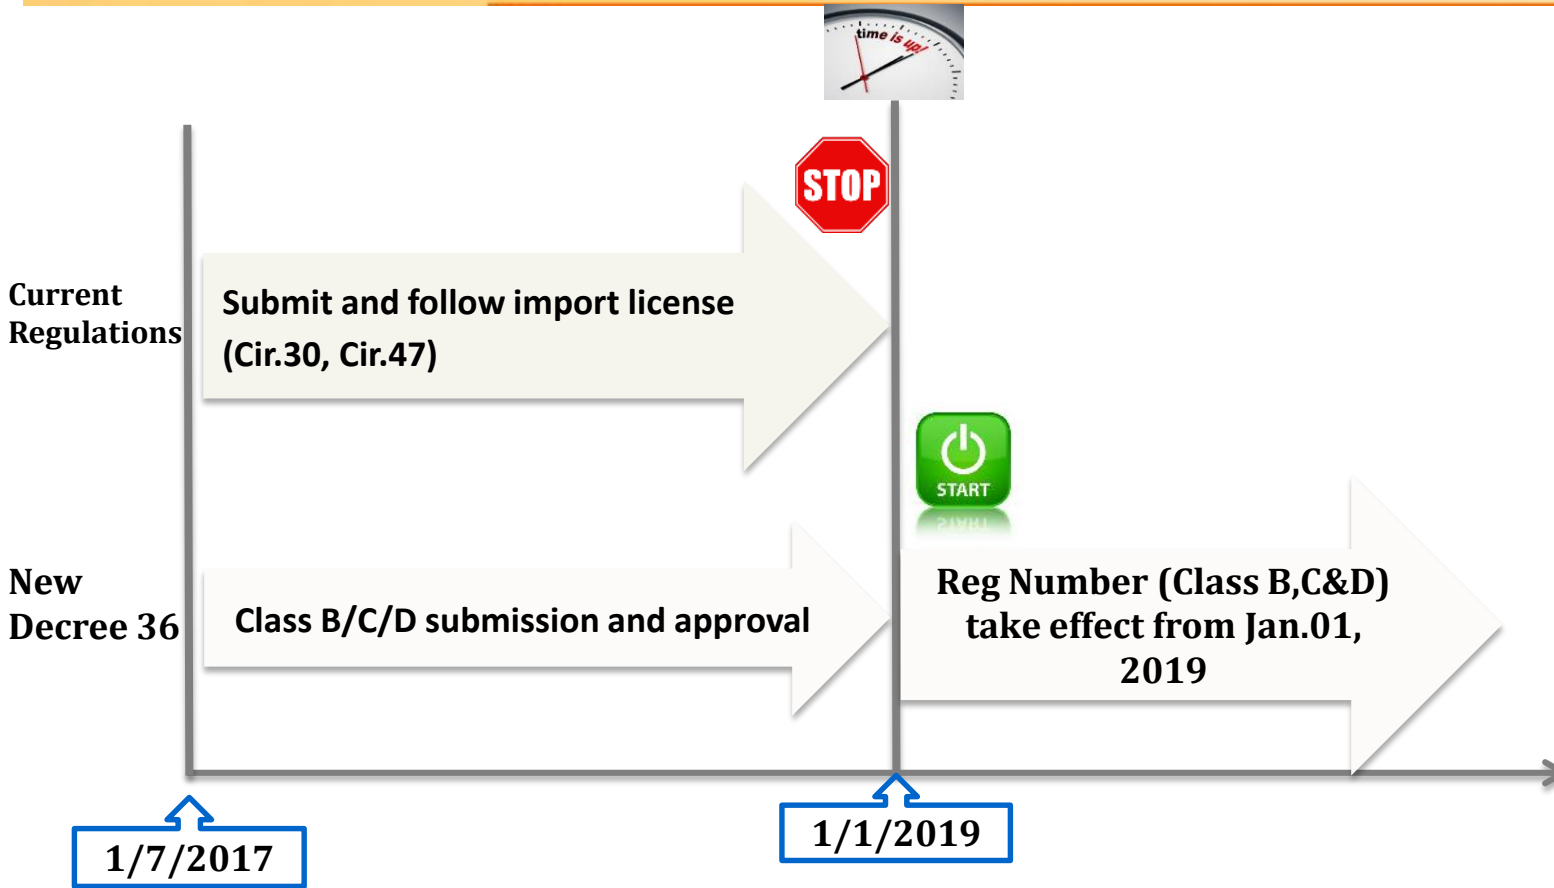 time is up!
STOP
Current
Regulations
Submit and follow import license
(Cir.30, Cir.47)
START
New
Decree 36
Class B/C/D submission and approval
Reg Number (Class B,C&D)
take effect from Jan.01,
2019
1/7/2017
1/1/2019